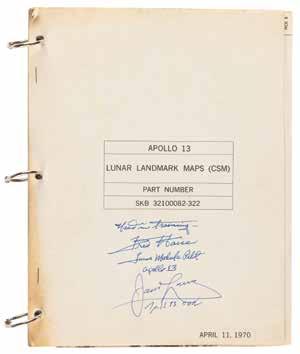 APOLLO 13
LUNAR LANDMARK MAPS (CSM)
PART NUMBER
SKB 32100082-322
Used in training—
Fred Haise
Lunar Module Pilot
Apollo 13
James Lovell
Apollo 13 CDR
APRIL 11, 1970